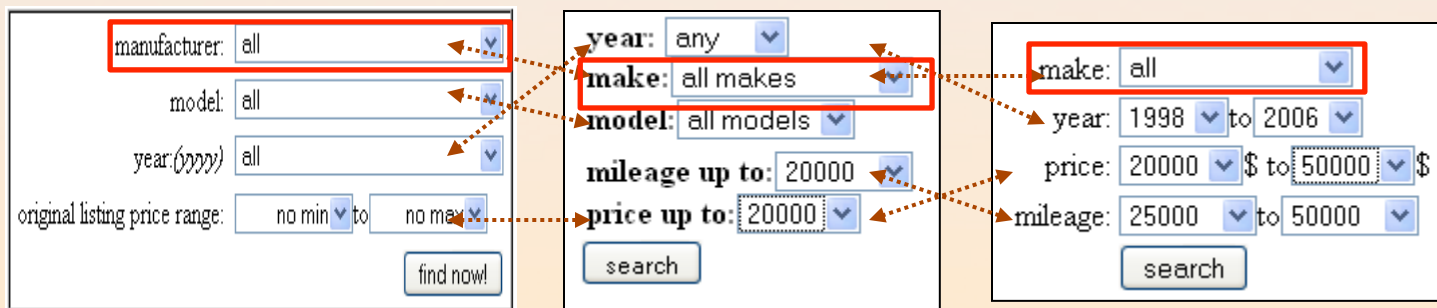 manufacturer: all
model: all
year:(yyyy) all
original listing price range: no min to no max
find now!
year: any
make: all makes
model: all models
mileage up to: 20000
price up to: 20000
search
make: all
year: 1998 to 2006
price: 20000 $ to 50000 $
mileage: 25000 to 50000
search